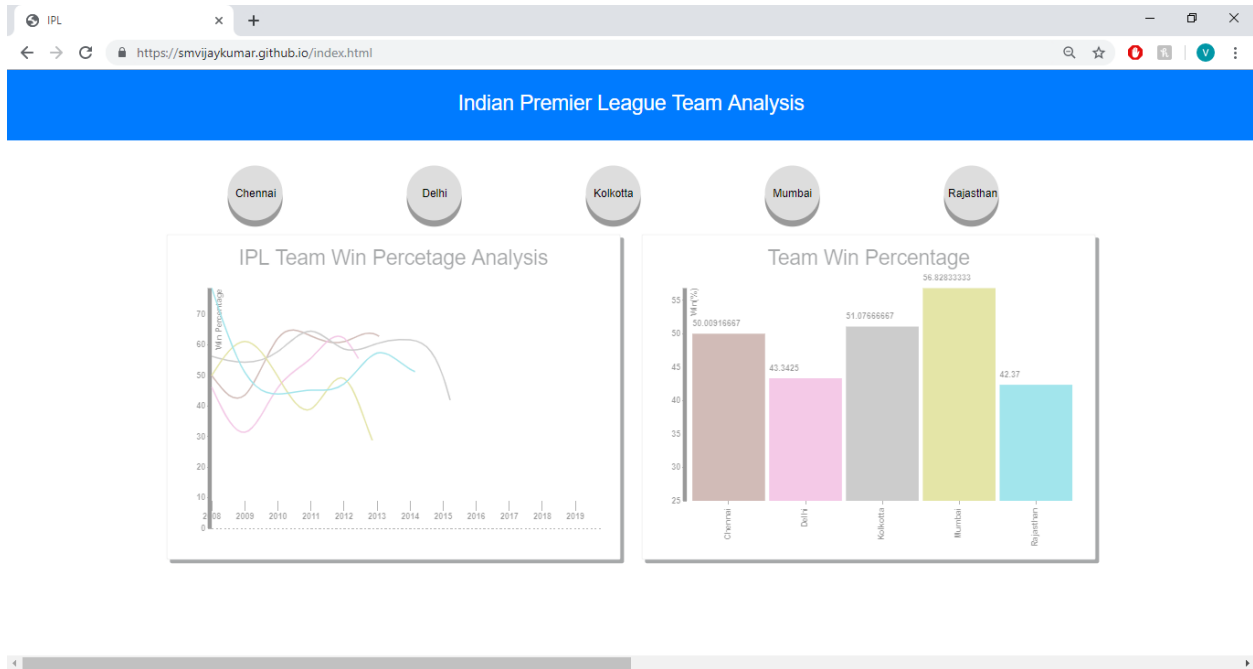 IPL
https://smvijaykumar.github.io/index.html
V
Indian Premier League Team Analysis
Chennai
Delhi
Kolkotta
Mumbai
Rajasthan
IPL Team Win Percetage Analysis
Win Percentage
70
60
50
40
30
20
10
0
2008 2009 2010 2011 2012 2013 2014 2015 2016 2017 2018 2019
Team Win Percentage
Win(%)
55
50
45
40
35
30
25
50.00916667
43.3425
51.07666667
56.82833333
42.37
Chennai
Delhi
Kolkotta
Mumbai
Rajasthan